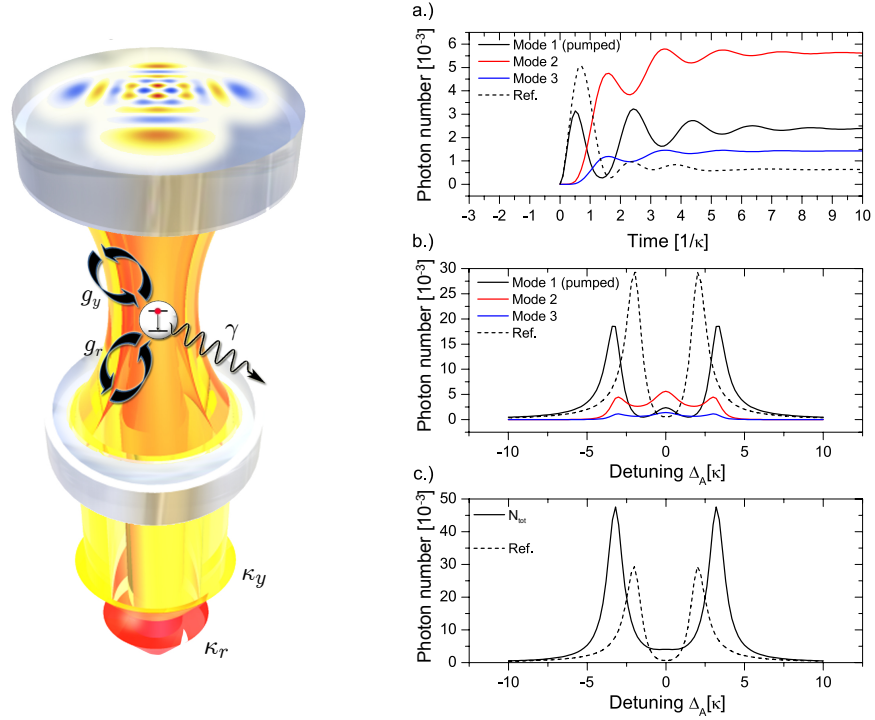 g_y
g_r
γ
κ_y
κ_r
a.)
Photon number [10^-3]
6
5
4
3
2
1
0
Mode 1 (pumped)
Mode 2
Mode 3
Ref.
-3 -2 -1 0 1 2 3 4 5 6 7 8 9 10
Time [1/κ]
b.)
Photon number [10^-3]
30
25
20
15
10
5
0
Mode 1 (pumped)
Mode 2
Mode 3
Ref.
-10 -5 0 5 10
Detuning Δ_A[κ]
c.)
Photon number [10^-3]
50
40
30
20
10
0
N_tot
Ref.
-10 -5 0 5 10
Detuning Δ_A[κ]